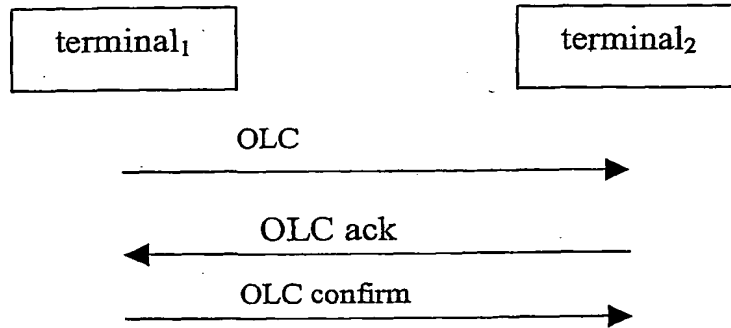 terminal₁
terminal₂
OLC
OLC ack
OLC confirm